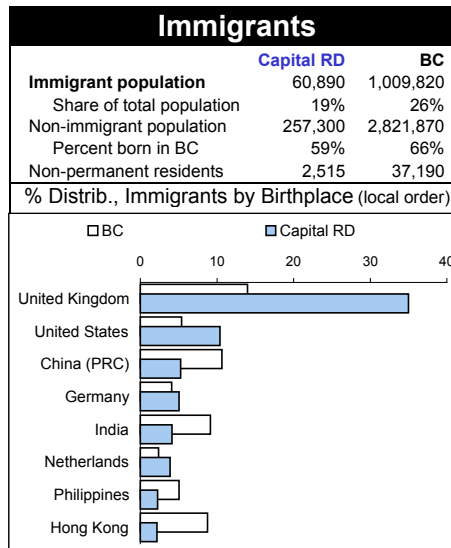 Immigrants
Capital RD BC
Immigrant population 60,890 1,009,820
Share of total population 19% 26%
Non-immigrant population 257,300 2,821,870
Percent born in BC 59% 66%
Non-permanent residents 2,515 37,190
% Distrib., Immigrants by Birthplace (local order)
BC Capital RD
0 10 20 30 40
United Kingdom
United States
China (PRC)
Germany
India
Netherlands
Philippines
Hong Kong